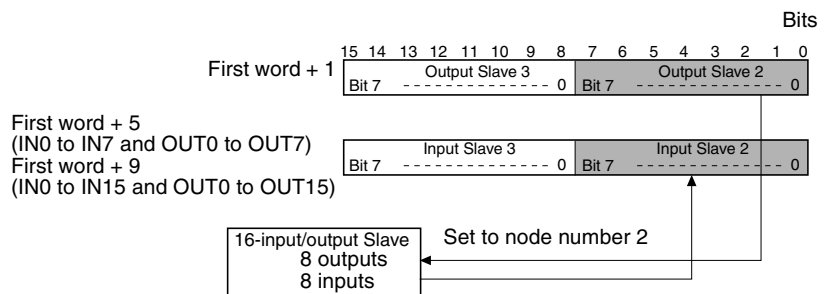 Bits
15 14 13 12 11 10 9 8 7 6 5 4 3 2 1 0
First word + 1
Output Slave 3 Output Slave 2
Bit 7 - - - - - - - - - - - - - - - 0 Bit 7 - - - - - - - - - - - - - - - 0
First word + 5
(IN0 to IN7 and OUT0 to OUT7)
First word + 9
(IN0 to IN15 and OUT0 to OUT15)
Input Slave 3 Input Slave 2
Bit 7 - - - - - - - - - - - - - - - 0 Bit 7 - - - - - - - - - - - - - - - 0
16-input/output Slave
8 outputs
8 inputs
Set to node number 2